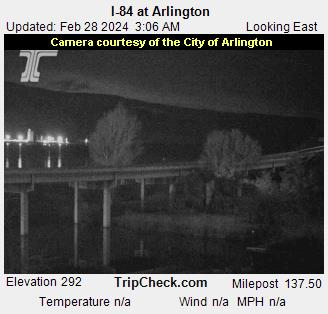 I-84 at Arlington
Updated: Feb 28 2024 3:06 AM Looking East
Camera courtesy of the City of Arlington
Elevation 292 TripCheck.com Milepost 137.50
Temperature n/a Wind n/a MPH n/a